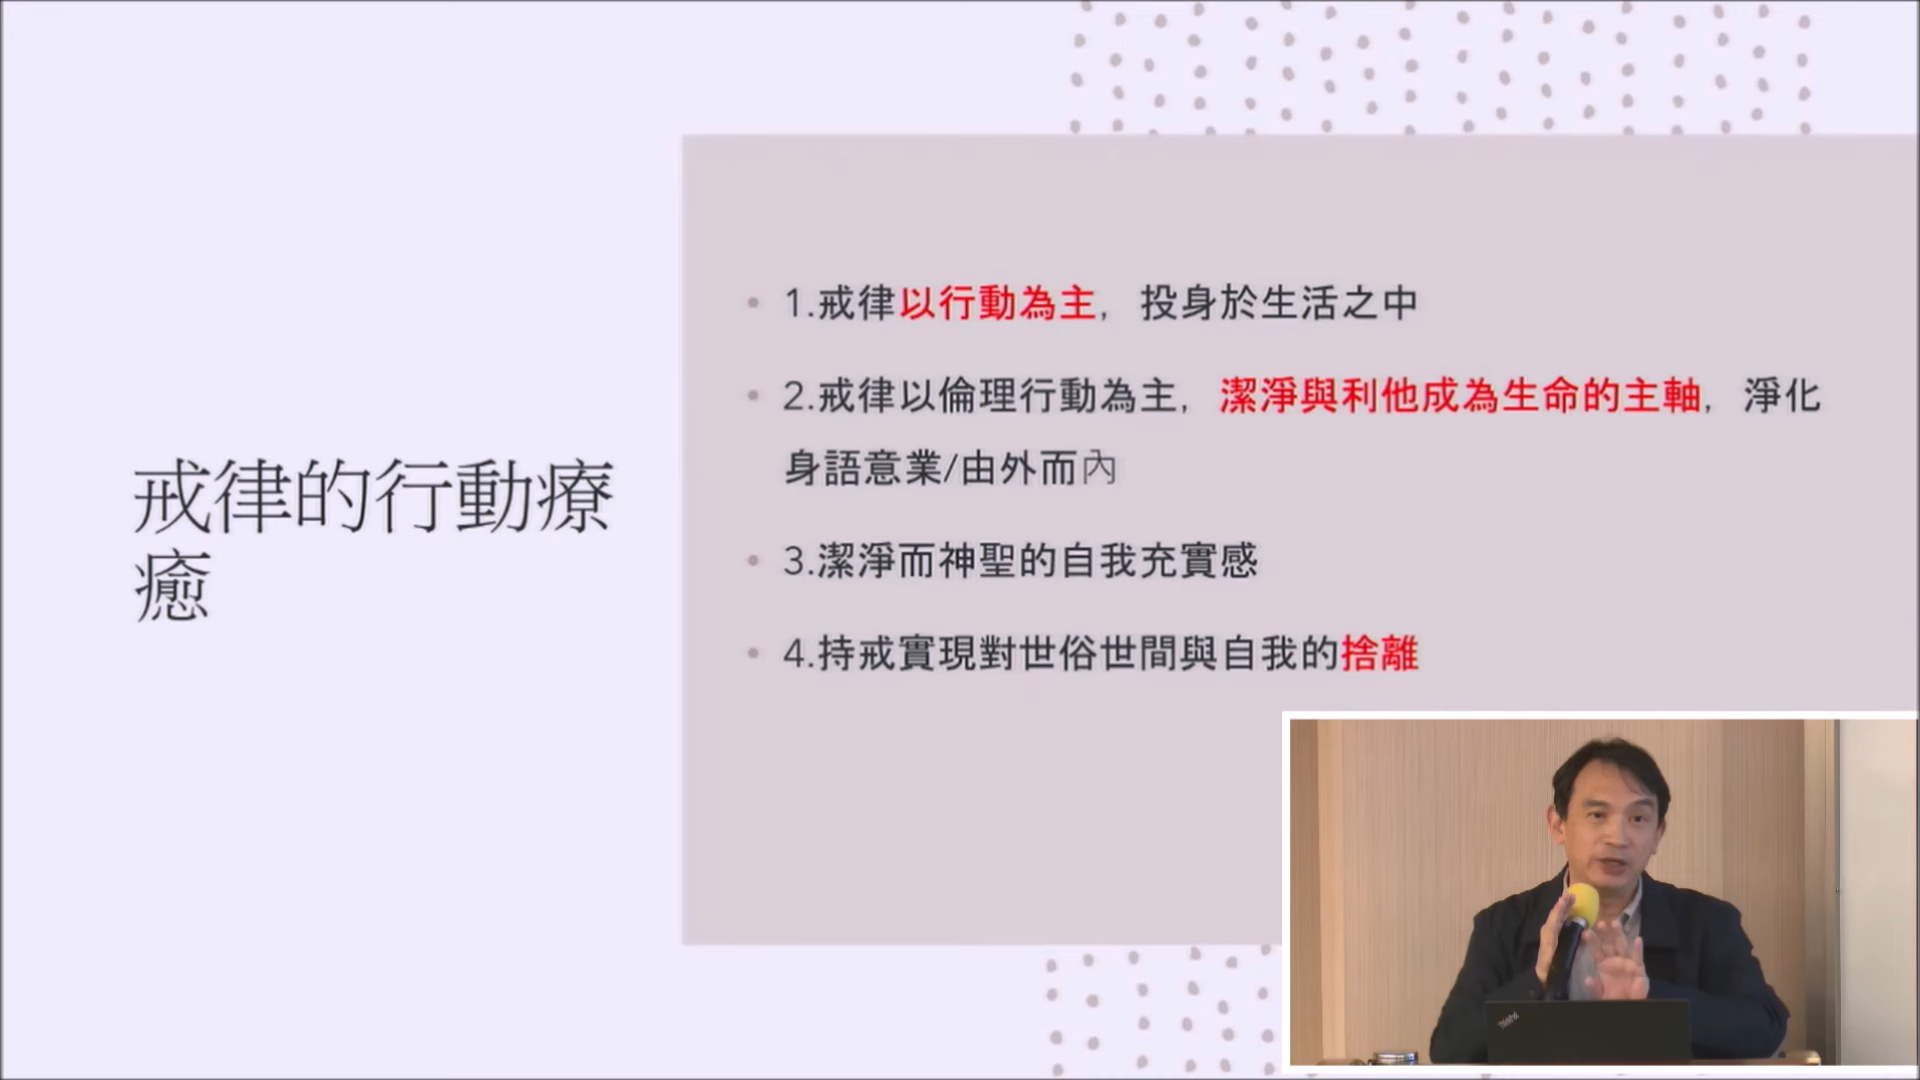 戒律的行動療
癒
• 1.戒律以行動為主，投身於生活之中
• 2.戒律以倫理行動為主，潔淨與利他成為生命的主軸，淨化
身語意業/由外而內
• 3.潔淨而神聖的自我充實感
• 4.持戒實現對世俗世間與自我的捨離
ThinkPad